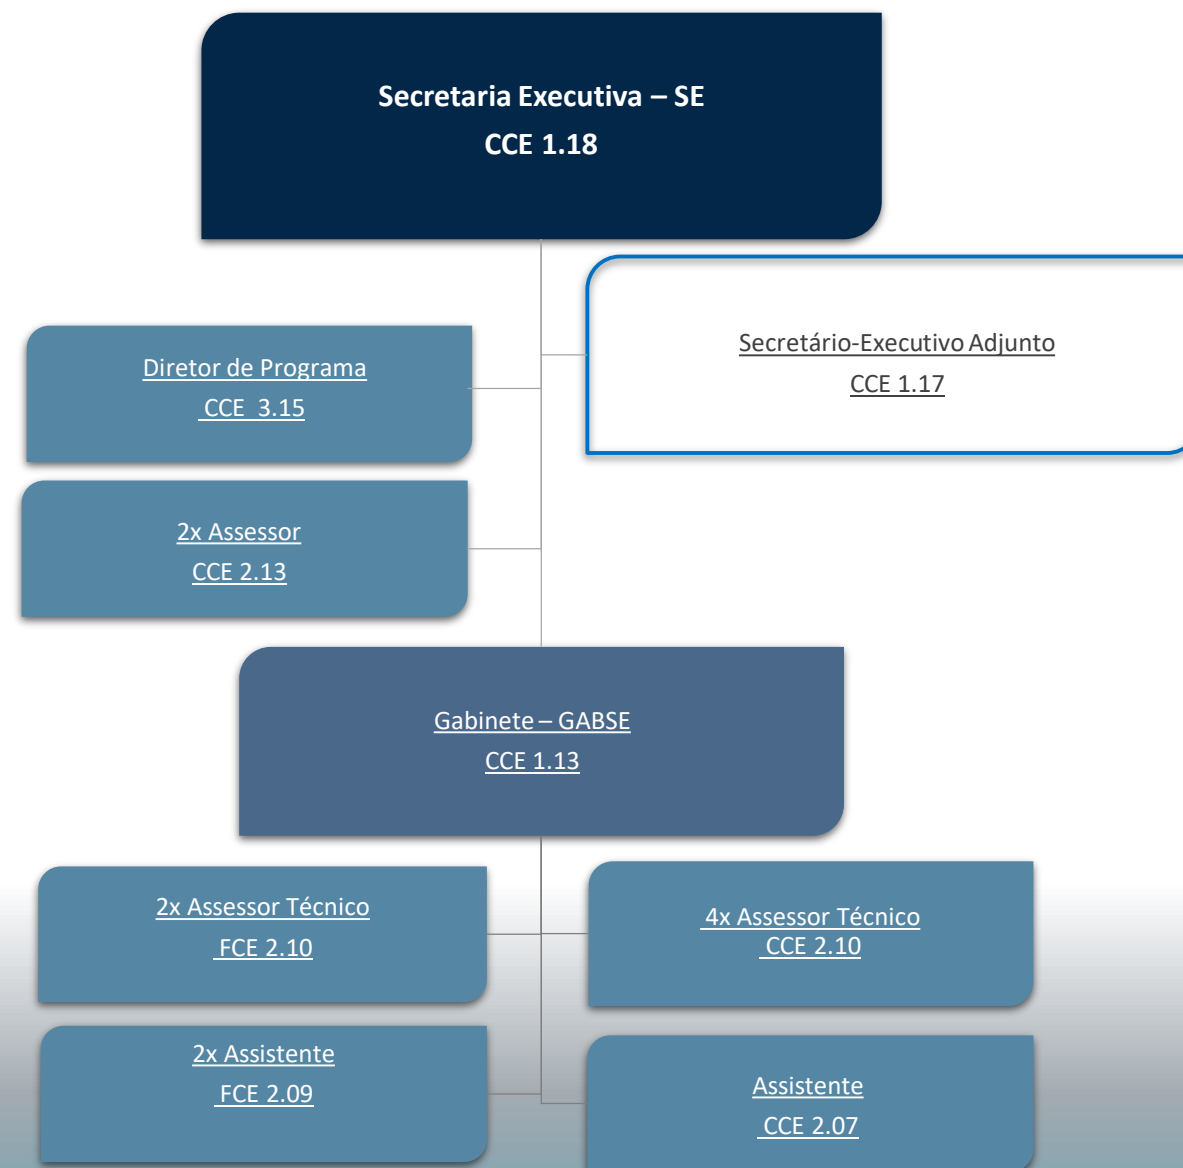 Secretaria Executiva – SE
CCE 1.18
Secretário-Executivo Adjunto
CCE 1.17
Diretor de Programa
CCE 3.15
2x Assessor
CCE 2.13
Gabinete – GABSE
CCE 1.13
2x Assessor Técnico
FCE 2.10
4x Assessor Técnico
CCE 2.10
2x Assistente
FCE 2.09
Assistente
CCE 2.07